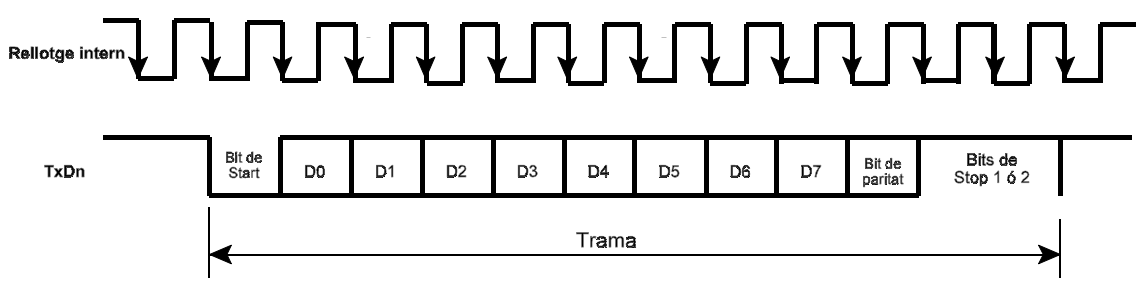 Rellotge intern
TxDn
Bit de
Start
D0
D1
D2
D3
D4
D5
D6
D7
Bit de
paritat
Bits de
Stop 1 ó 2
Trama